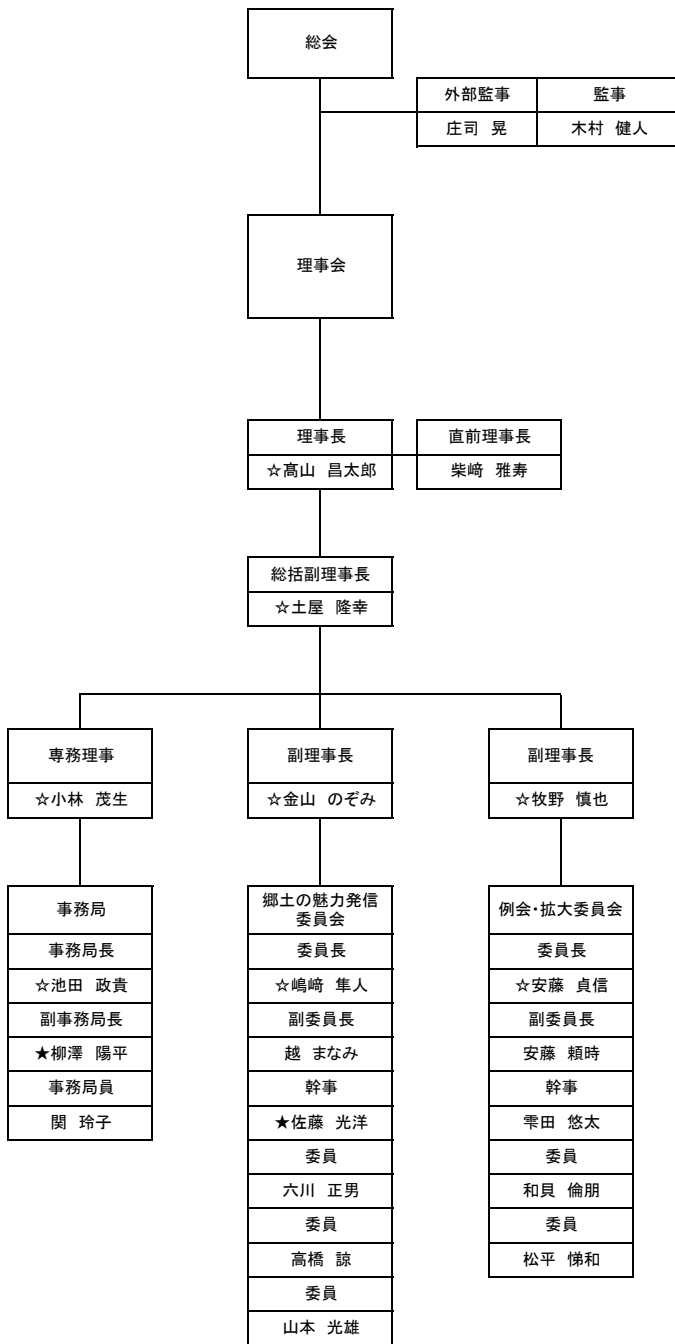 総会
外部監事 監事
庄司 晃 木村 健人
理事会
理事長 直前理事長
☆髙山 昌太郎 柴﨑 雅寿
総括副理事長
☆土屋 隆幸
専務理事 副理事長 副理事長
☆小林 茂生 ☆金山 のぞみ ☆牧野 慎也
事務局
事務局長
☆池田 政貴
副事務局長
★柳澤 陽平
事務局員
関 玲子
郷土の魅力発信
委員会
委員長
☆嶋﨑 隼人
副委員長
越 まなみ
幹事
★佐藤 光洋
委員
六川 正男
委員
高橋 諒
委員
山本 光雄
例会・拡大委員会
委員長
☆安藤 貞信
副委員長
安藤 頼時
幹事
雫田 悠太
委員
和貝 倫朋
委員
松平 悌和